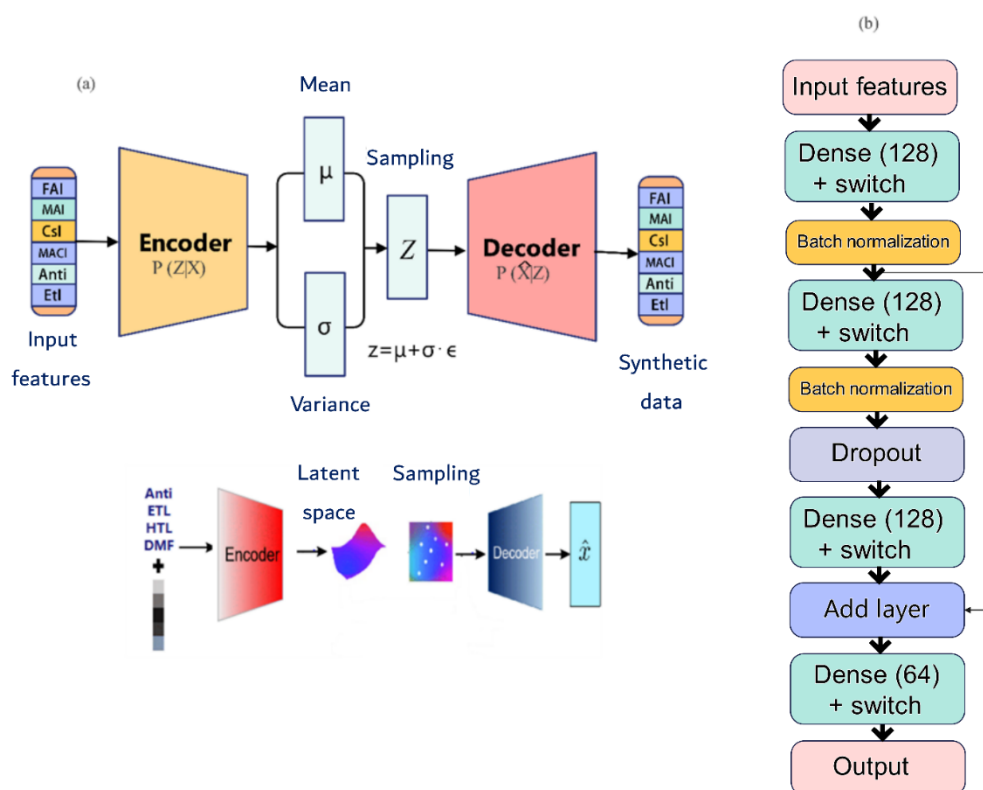 (a)
Mean
Sampling
FAI
MAI
CsI
MACI
Anti
EtI
Input
features
Encoder
P (Z|X)
μ
σ
Variance
Z
z=μ+σ· ϵ
Decoder
P (X̂|Z)
FAI
MAI
CsI
MACI
Anti
EtI
Synthetic
data
Anti
ETL
HTL
DMF
+
Encoder
Latent
space
Sampling
Decoder
x̂
(b)
Input features
Dense (128)
+ switch
Batch normalization
Dense (128)
+ switch
Batch normalization
Dropout
Dense (128)
+ switch
Add layer
Dense (64)
+ switch
Output